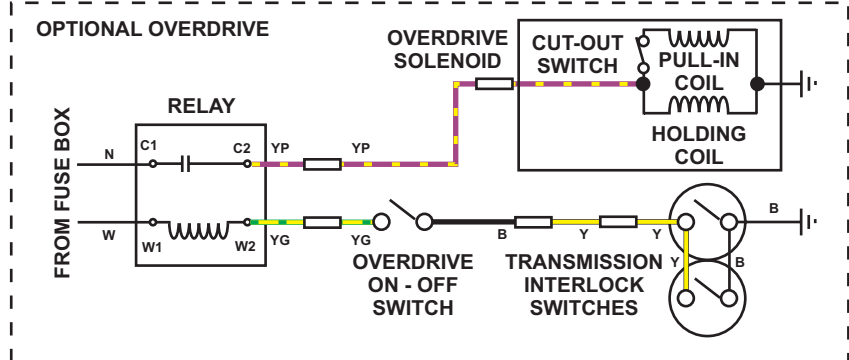 OPTIONAL OVERDRIVE
OVERDRIVE
SOLENOID
CUT-OUT
SWITCH
PULL-IN
COIL
HOLDING
COIL
RELAY
FROM FUSE BOX
N
C1
C2
YP
YP
W
W1
W2
YG
YG
B
Y
Y
B
Y
B
OVERDRIVE
ON - OFF
SWITCH
TRANSMISSION
INTERLOCK
SWITCHES